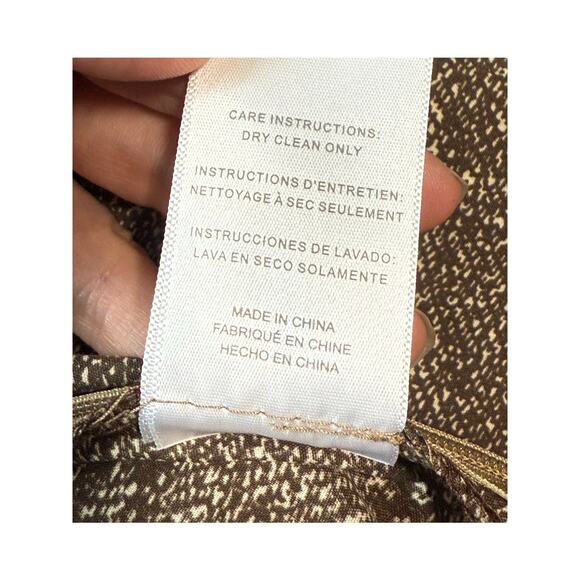 CARE INSTRUCTIONS:
DRY CLEAN ONLY
INSTRUCTIONS D'ENTRETIEN:
NETTOYAGE À SEC SEULEMENT
INSTRUCCIONES DE LAVADO:
LAVA EN SECO SOLAMENTE
MADE IN CHINA
FABRIQUÉ EN CHINE
HECHO EN CHINA